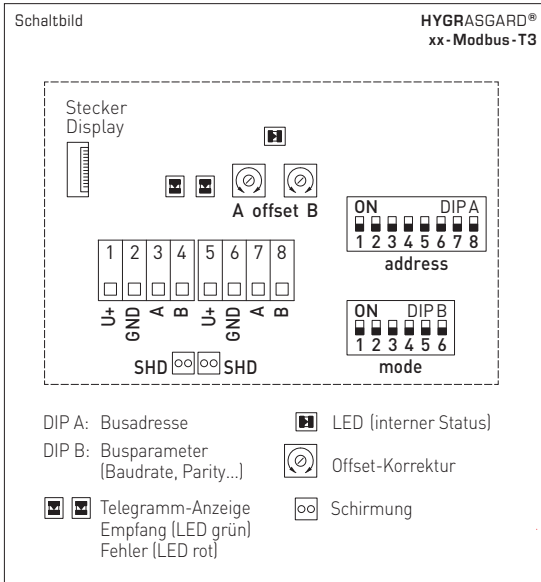 Schaltbild
HYGRASGARD®
xx-Modbus-T3
Stecker
Display
A offset B
ON DIP A
1 2 3 4 5 6 7 8
address
1 2 3 4 5 6 7 8
U+ GND A B U+ GND A B
ON DIP B
1 2 3 4 5 6
mode
SHD SHD
DIP A: Busadresse
DIP B: Busparameter
(Baudrate, Parity...)
Telegramm-Anzeige
Empfang (LED grün)
Fehler (LED rot)
LED (interner Status)
Offset-Korrektur
Schirmung